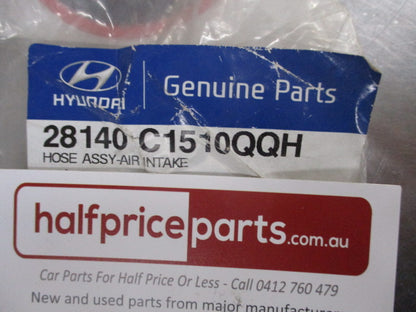 HYUNDAI
Genuine Parts
28140 C1510QQH
HOSE ASSY-AIR INTAKE
halfpriceparts.com.au
Car Parts For Half Price Or Less - Call 0412 760 479
New and used parts from major manufacturer